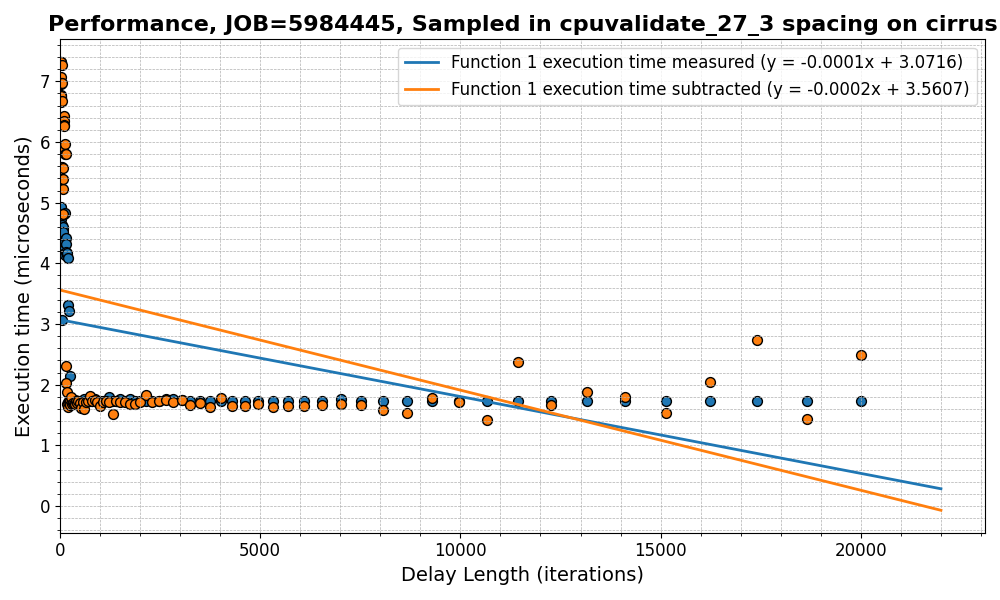 Performance, JOB=5984445, Sampled in cpuvalidate_27_3 spacing on cirrus
Function 1 execution time measured (y = -0.0001x + 3.0716)
Function 1 execution time subtracted (y = -0.0002x + 3.5607)
Execution time (microseconds)
7
6
5
4
3
2
1
0
0 5000 10000 15000 20000
Delay Length (iterations)